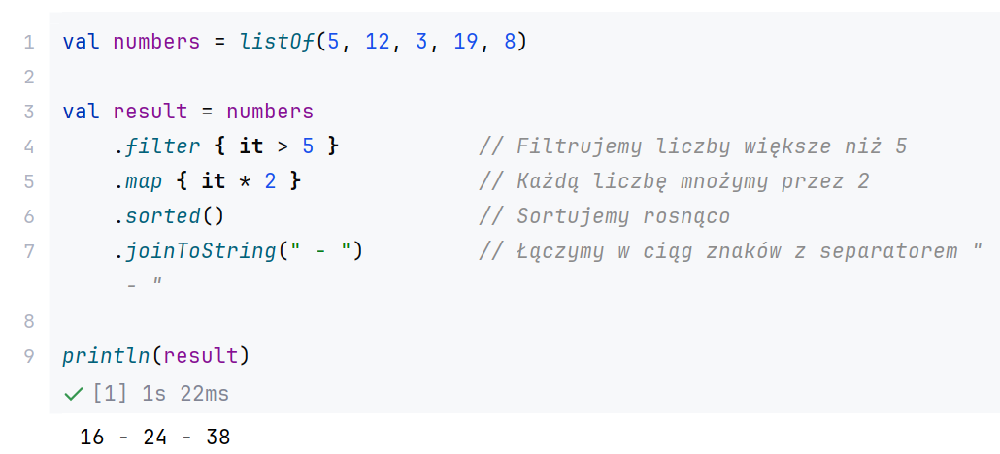 1 val numbers = listOf(5, 12, 3, 19, 8)
2
3 val result = numbers
4     .filter { it > 5 }           // Filtrujemy liczby większe niż 5
5     .map { it * 2 }              // Każdą liczbę mnożymy przez 2
6     .sorted()                    // Sortujemy rosnąco
7     .joinToString(" - ")         // Łączymy w ciąg znaków z separatorem "
      - "
8
9 println(result)
[1] 1s 22ms
16 - 24 - 38